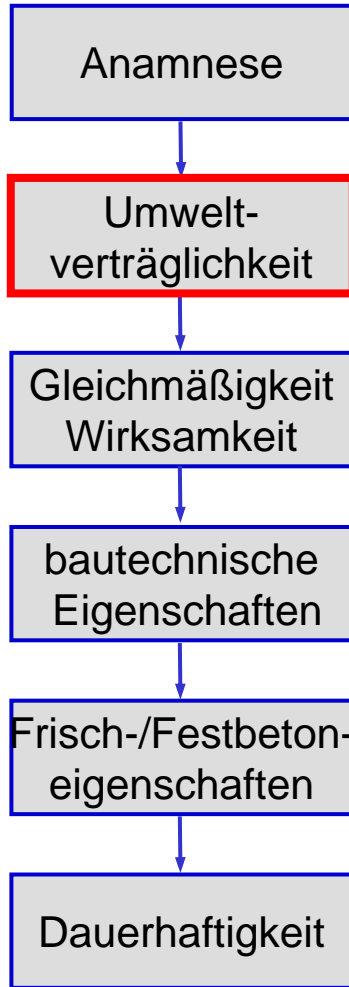 Anamnese
Umwelt-
verträglichkeit
Gleichmäßigkeit
Wirksamkeit
bautechnische
Eigenschaften
Frisch-/Festbeton-
eigenschaften
Dauerhaftigkeit